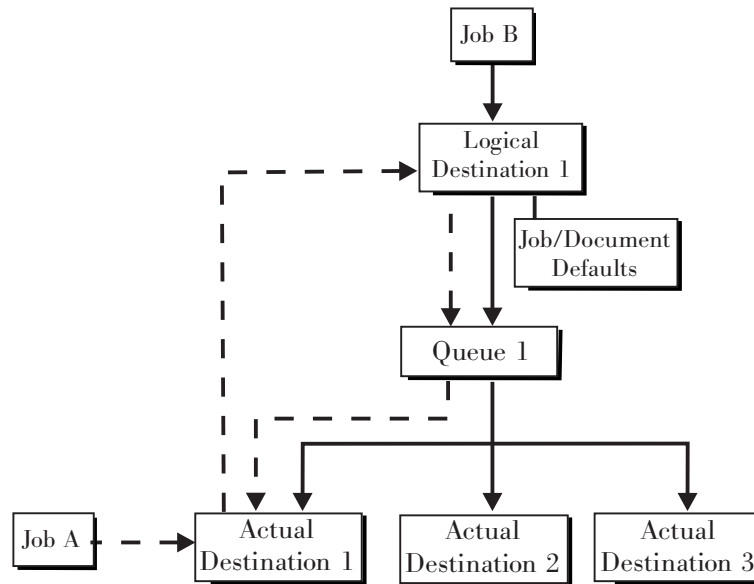 Job B
Logical
Destination 1
Job/Document
Defaults
Queue 1
Job A
Actual
Destination 1
Actual
Destination 2
Actual
Destination 3